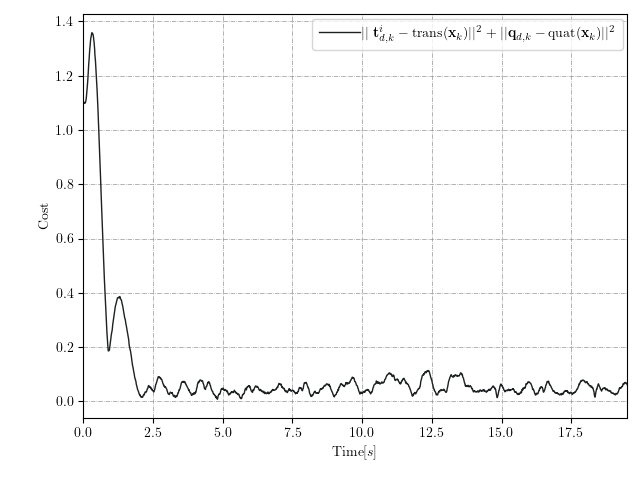 || t^i_{d,k} − trans(x_k)||² + ||q_{d,k} − quat(x_k)||²
1.4
1.2
1.0
0.8
0.6
0.4
0.2
0.0
Cost
0.0 2.5 5.0 7.5 10.0 12.5 15.0 17.5
Time[s]